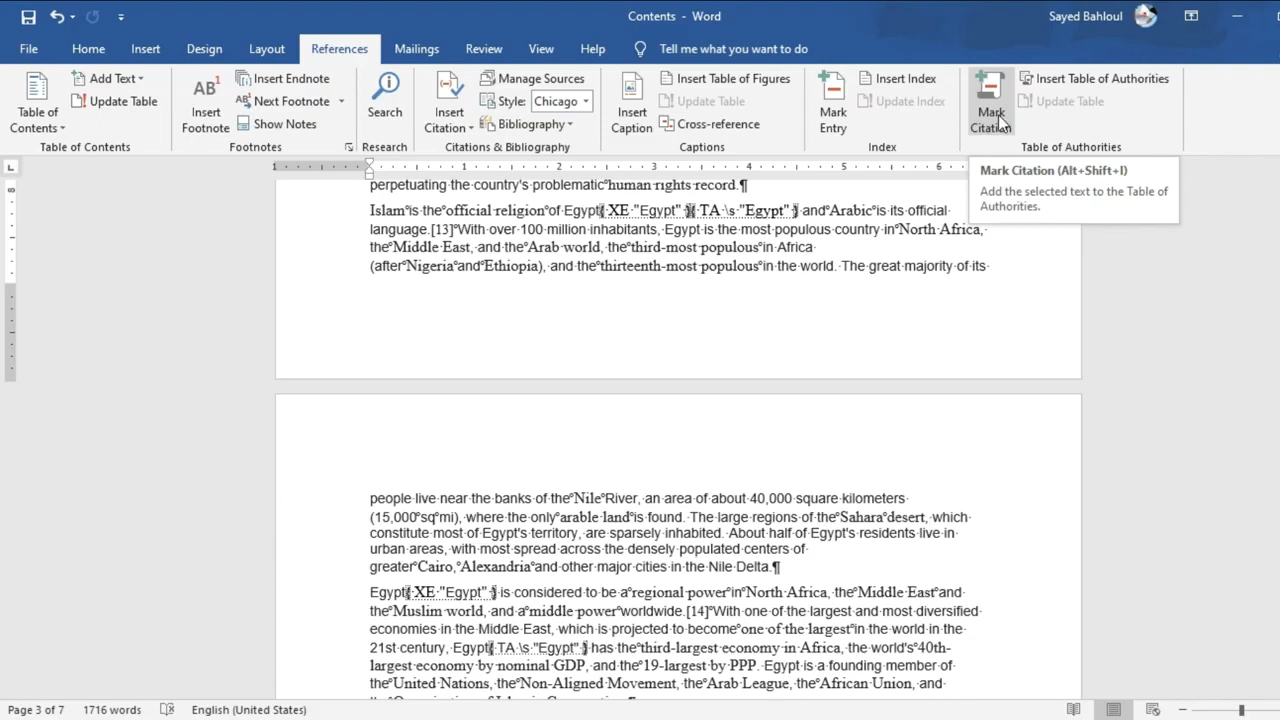 Contents - Word
Sayed Bahloul
File Home Insert Design Layout References Mailings Review View Help Tell me what you want to do
Table of Contents
Add Text
Update Table
Table of Contents
AB1
Insert Footnote
Insert Endnote
AB1 Next Footnote
Show Notes
Footnotes
Search
Research
Insert Citation
Manage Sources
Style: Chicago
Bibliography
Citations & Bibliography
Insert Caption
Insert Table of Figures
Update Table
Cross-reference
Captions
Mark Entry
Insert Index
Update Index
Index
Mark Citation
Insert Table of Authorities
Update Table
Table of Authorities
Mark Citation (Alt+Shift+I)
Add the selected text to the Table of
Authorities.
L
1 1 2 3 4 5 6
8
perpetuating·the·country's·problematic°human·rights·record.¶
Islam°is·the°official·religion°of·Egypt{·XE·"Egypt"·}{·TA·\s·"Egypt"·}·and°Arabic°is·its·official·
language.[13]°With·over·100·million·inhabitants,·Egypt·is·the·most·populous·country·in°North·Africa,·
the°Middle·East,·and·the°Arab·world,·the°third-most·populous°in·Africa·
(after°Nigeria°and°Ethiopia),·and·the°thirteenth-most·populous°in·the·world.·The·great·majority·of·its·
people·live·near·the·banks·of·the°Nile°River,·an·area·of·about·40,000·square·kilometers·
(15,000°sq°mi),·where·the·only°arable·land°is·found.·The·large·regions·of·the°Sahara°desert,·which·
constitute·most·of·Egypt's·territory,·are·sparsely·inhabited.·About·half·of·Egypt's·residents·live·in·
urban·areas,·with·most·spread·across·the·densely·populated·centers·of·
greater°Cairo,°Alexandria°and·other·major·cities·in·the·Nile·Delta.¶
Egypt{·XE·"Egypt"·}·is·considered·to·be·a°regional·power°in°North·Africa,·the°Middle·East°and·
the°Muslim·world,·and·a°middle·power°worldwide.[14]°With·one·of·the·largest·and·most·diversified·
economies·in·the·Middle·East,·which·is·projected·to·become°one·of·the·largest°in·the·world·in·the·
21st·century,·Egypt{·TA·\s·"Egypt"·}·has·the°third-largest·economy·in·Africa,·the·world's°40th-
largest·economy·by·nominal·GDP,·and·the°19-largest·by·PPP.·Egypt·is·a·founding·member·of·
the°United·Nations,·the°Non-Aligned·Movement,·the°Arab·League,·the°African·Union,·and·
Page 3 of 7 1716 words English (United States)